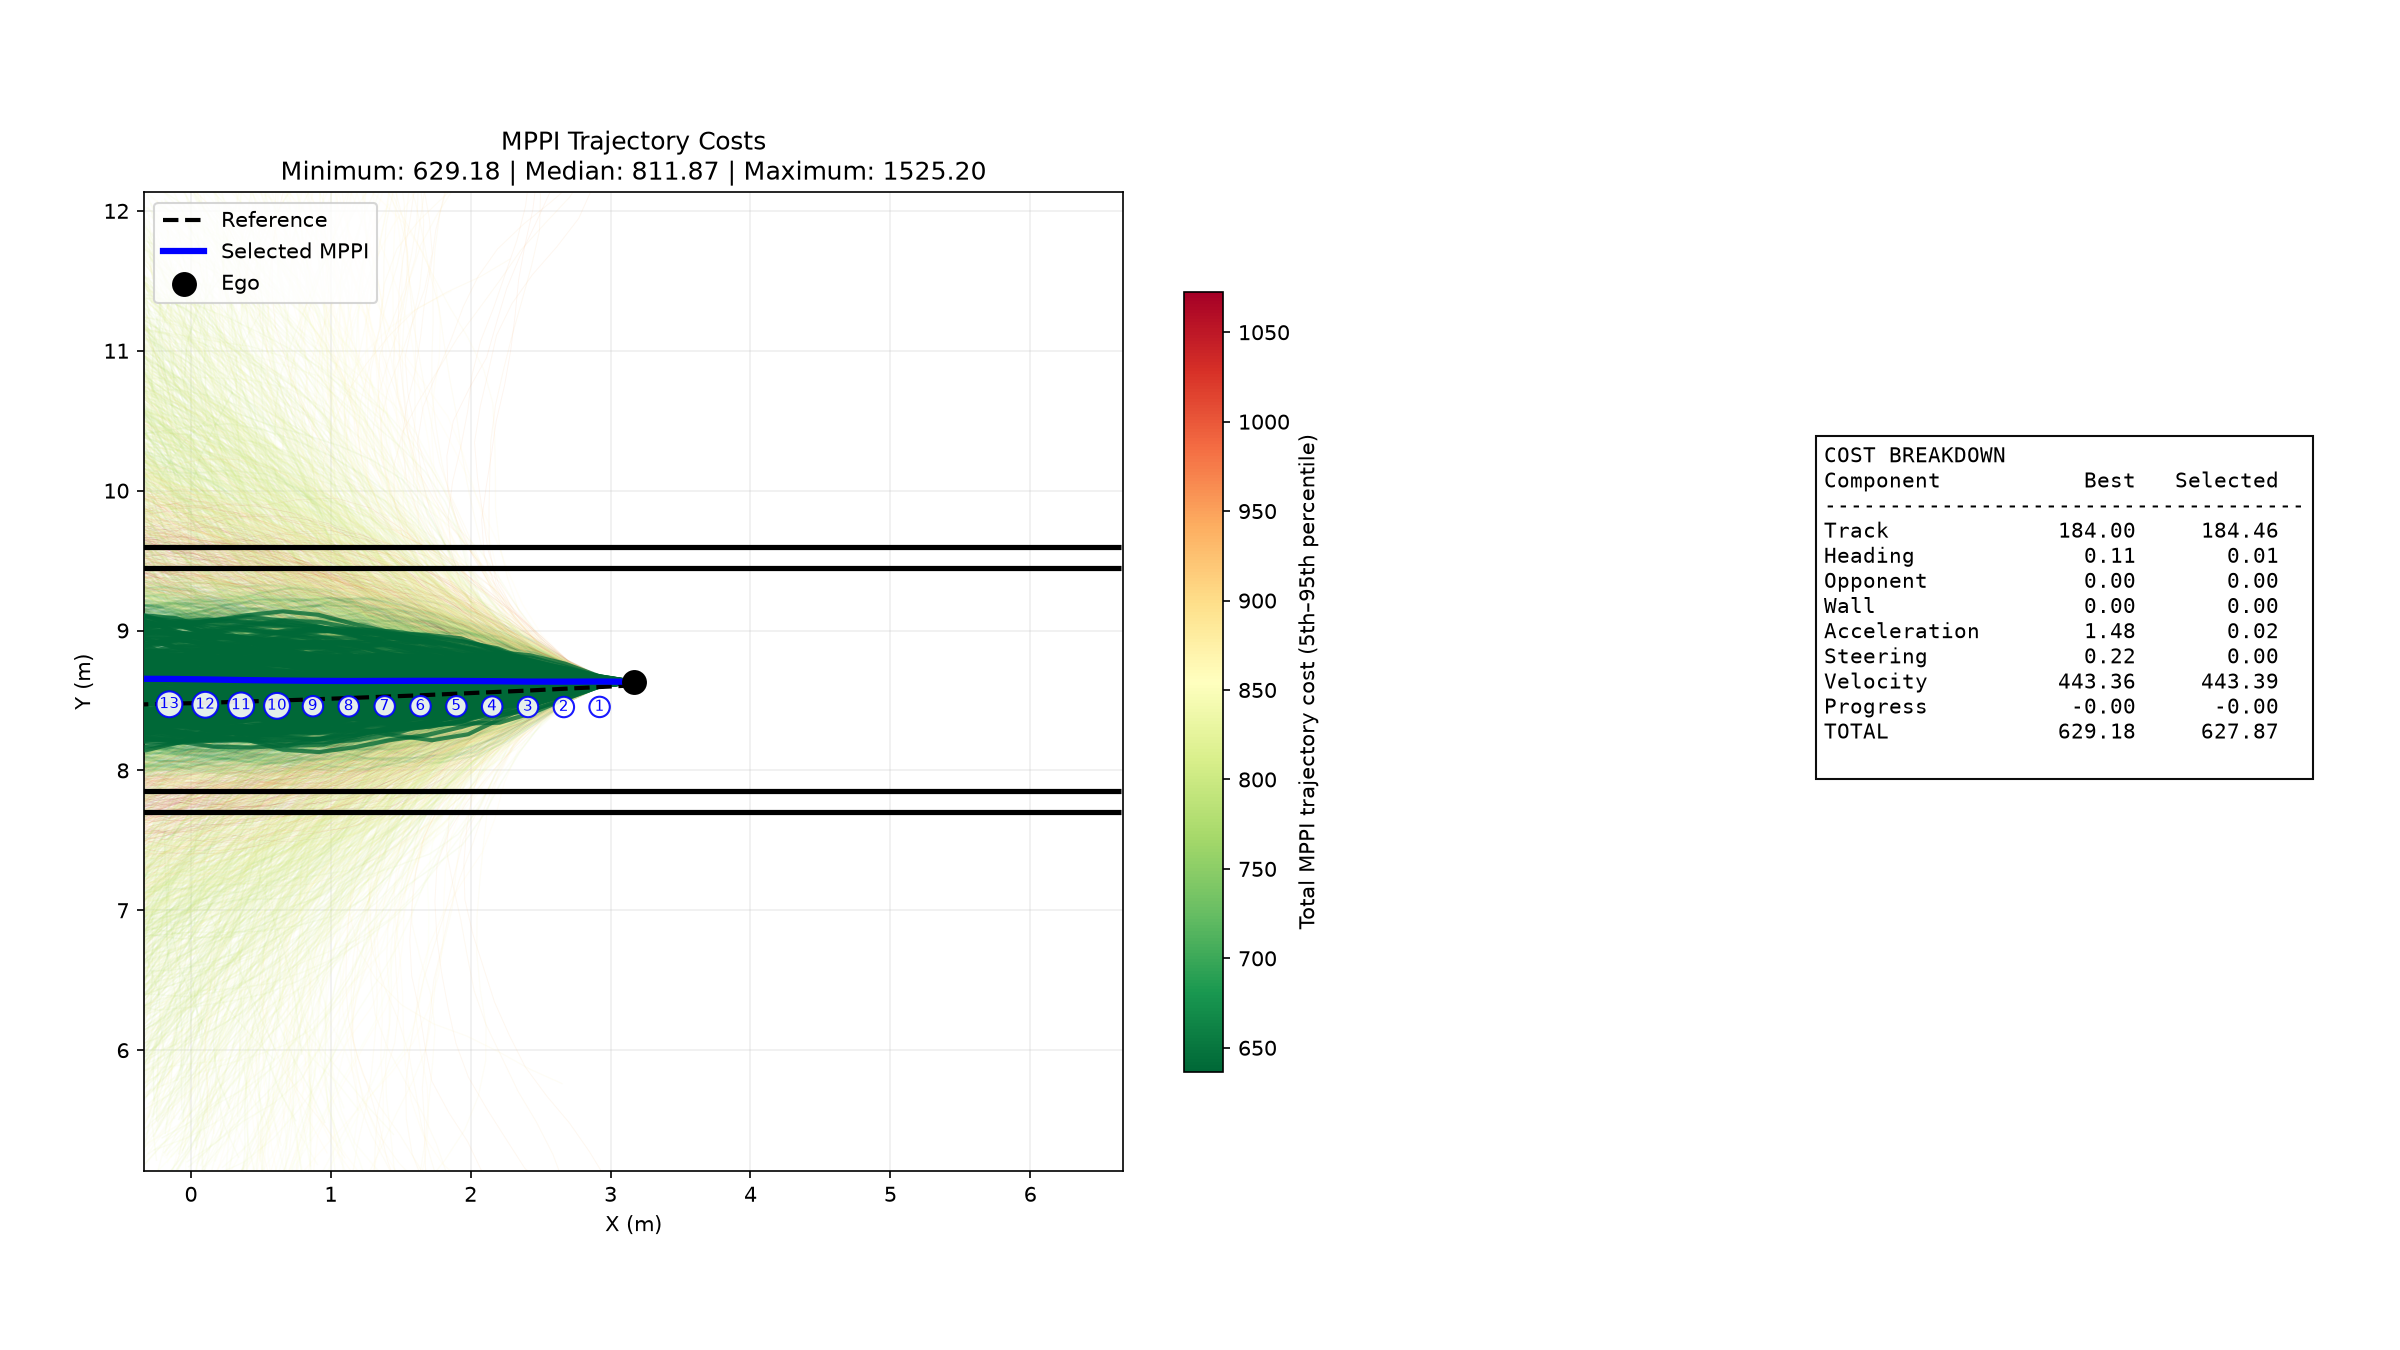 MPPI Trajectory Costs
Minimum: 629.18 | Median: 811.87 | Maximum: 1525.20
Reference
Selected MPPI
Ego
12
11
10
9
8
7
6
Y (m)
13 12 11 10 9 8 7 6 5 4 3 2 1
0 1 2 3 4 5 6
X (m)
1050
1000
950
900
850
800
750
700
650
Total MPPI trajectory cost (5th–95th percentile)
COST BREAKDOWN
Component Best Selected
-------------------------------------
Track 184.00 184.46
Heading 0.11 0.01
Opponent 0.00 0.00
Wall 0.00 0.00
Acceleration 1.48 0.02
Steering 0.22 0.00
Velocity 443.36 443.39
Progress -0.00 -0.00
TOTAL 629.18 627.87